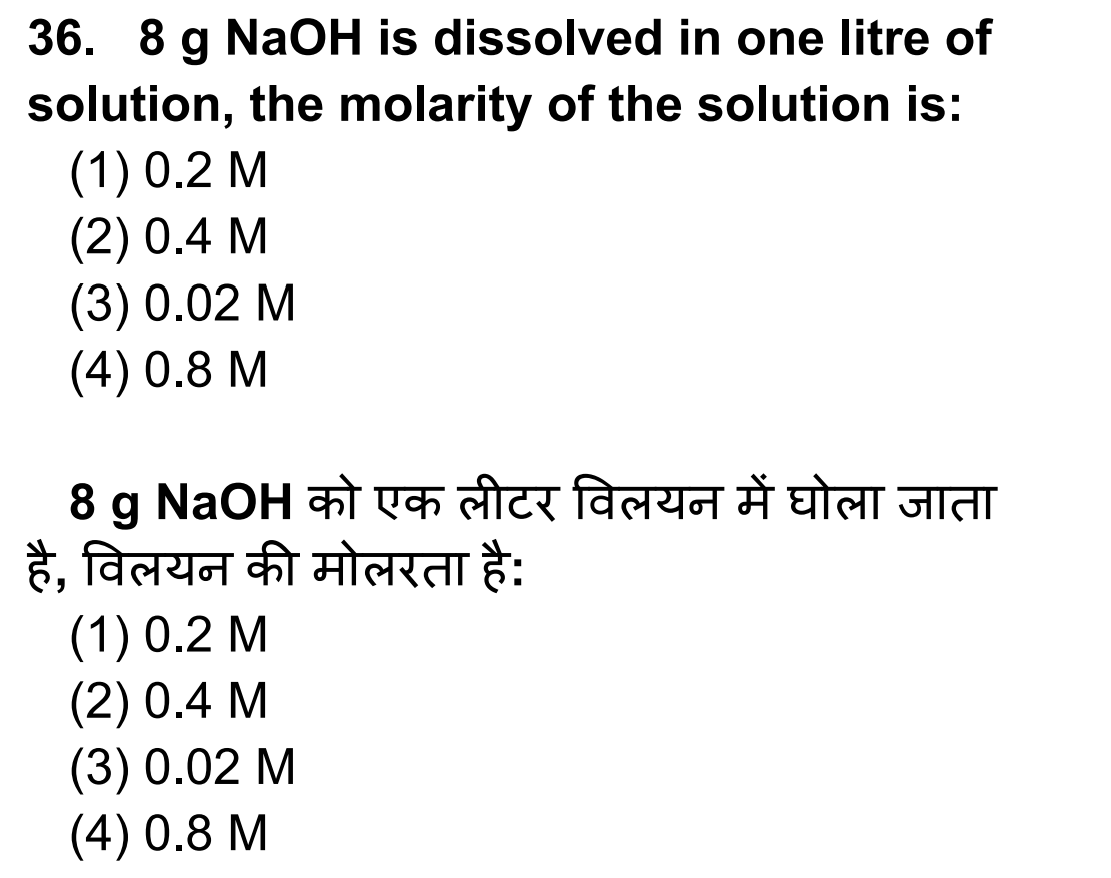 36. 8 g NaOH is dissolved in one litre of
solution, the molarity of the solution is:
(1) 0.2 M
(2) 0.4 M
(3) 0.02 M
(4) 0.8 M
8 g NaOH को एक लीटर विलयन में घोला जाता
है, विलयन की मोलरता है:
(1) 0.2 M
(2) 0.4 M
(3) 0.02 M
(4) 0.8 M